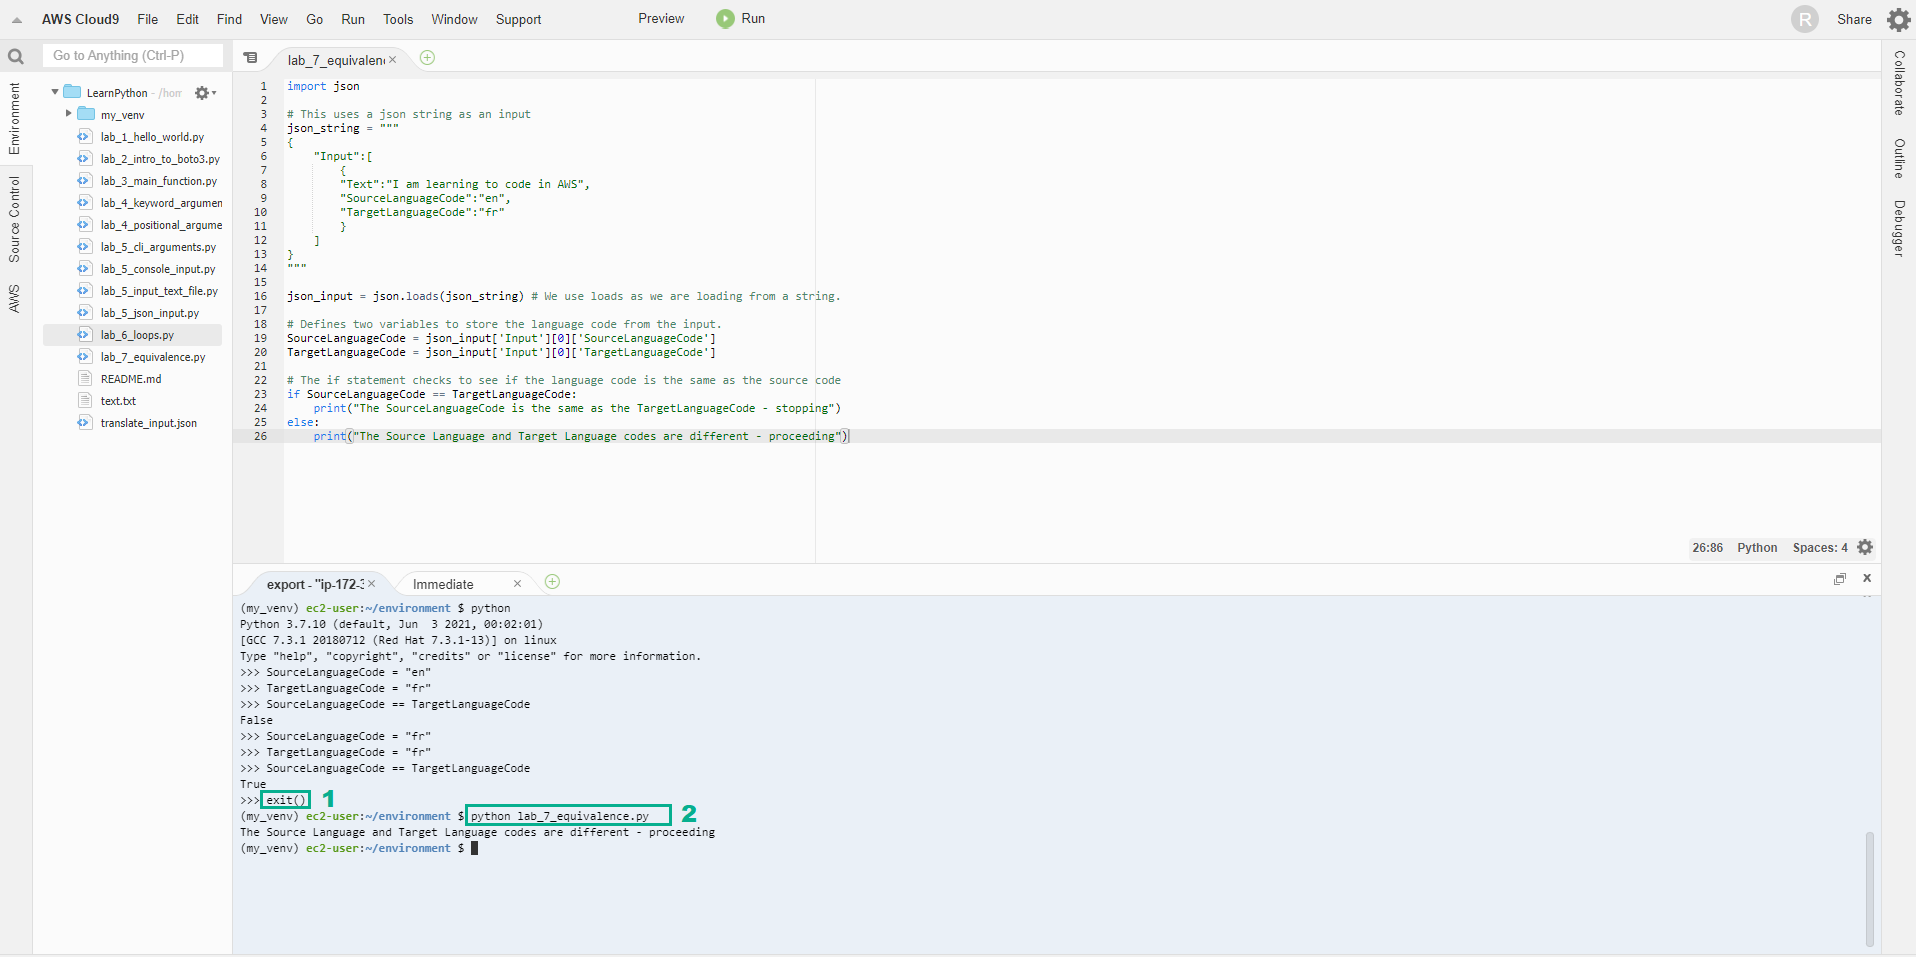 AWS Cloud9 File Edit Find View Go Run Tools Window Support Preview Run R Share
Go to Anything (Ctrl-P)
lab_7_equivalen
Environment
Source Control
AWS
LearnPython - /hom
my_venv
lab_1_hello_world.py
lab_2_intro_to_boto3.py
lab_3_main_function.py
lab_4_keyword_argumen
lab_4_positional_argume
lab_5_cli_arguments.py
lab_5_console_input.py
lab_5_input_text_file.py
lab_5_json_input.py
lab_6_loops.py
lab_7_equivalence.py
README.md
text.txt
translate_input.json
1 import json
2
3 # This uses a json string as an input
4 json_string = """
5 {
6     "Input":[
7         {
8         "Text":"I am learning to code in AWS",
9         "SourceLanguageCode":"en",
10         "TargetLanguageCode":"fr"
11         }
12     ]
13 }
14 """
15
16 json_input = json.loads(json_string) # We use loads as we are loading from a string.
17
18 # Defines two variables to store the language code from the input.
19 SourceLanguageCode = json_input['Input'][0]['SourceLanguageCode']
20 TargetLanguageCode = json_input['Input'][0]['TargetLanguageCode']
21
22 # The if statement checks to see if the language code is the same as the source code
23 if SourceLanguageCode == TargetLanguageCode:
24     print("The SourceLanguageCode is the same as the TargetLanguageCode - stopping")
25 else:
26     print("The Source Language and Target Language codes are different - proceeding")
26:86 Python Spaces: 4
Collaborate
Outline
Debugger
export - "ip-172-3 Immediate
(my_venv) ec2-user:~/environment $ python
Python 3.7.10 (default, Jun  3 2021, 00:02:01)
[GCC 7.3.1 20180712 (Red Hat 7.3.1-13)] on linux
Type "help", "copyright", "credits" or "license" for more information.
>>> SourceLanguageCode = "en"
>>> TargetLanguageCode = "fr"
>>> SourceLanguageCode == TargetLanguageCode
False
>>> SourceLanguageCode = "fr"
>>> TargetLanguageCode = "fr"
>>> SourceLanguageCode == TargetLanguageCode
True
>>> exit() 1
(my_venv) ec2-user:~/environment $ python lab_7_equivalence.py 2
The Source Language and Target Language codes are different - proceeding
(my_venv) ec2-user:~/environment $